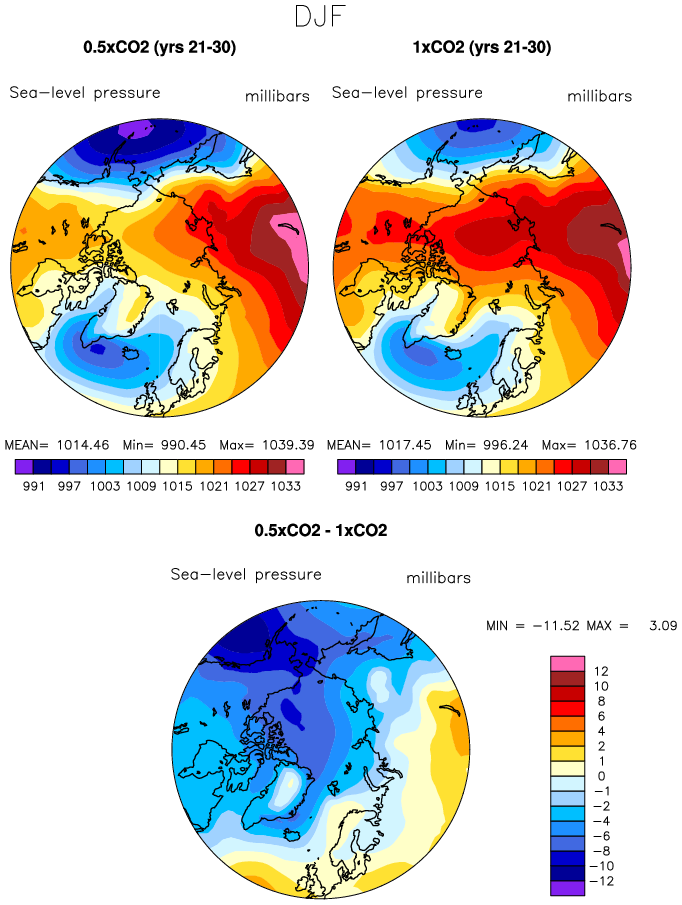 DJF
0.5xCO2 (yrs 21-30)
1xCO2 (yrs 21-30)
Sea-level pressure millibars
Sea-level pressure millibars
MEAN= 1014.46 Min= 990.45 Max= 1039.39
MEAN= 1017.45 Min= 996.24 Max= 1036.76
991 997 1003 1009 1015 1021 1027 1033
991 997 1003 1009 1015 1021 1027 1033
0.5xCO2 - 1xCO2
Sea-level pressure millibars
MIN = -11.52 MAX = 3.09
12
10
8
6
4
2
1
0
-1
-2
-4
-6
-8
-10
-12